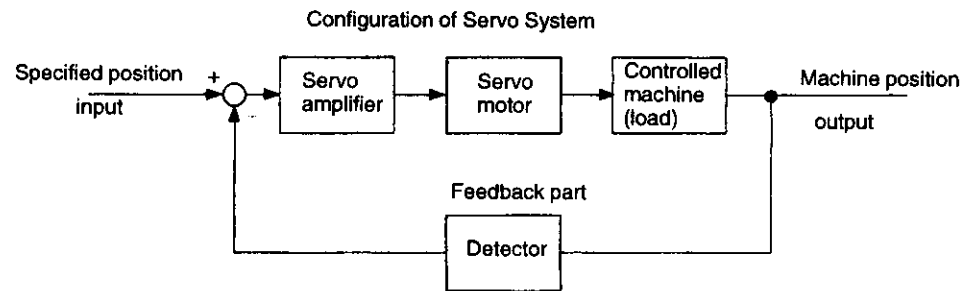 Configuration of Servo System
Specified position
input
+
−
Servo
amplifier
Servo
motor
Controlled
machine
(load)
Machine position
output
Feedback part
Detector